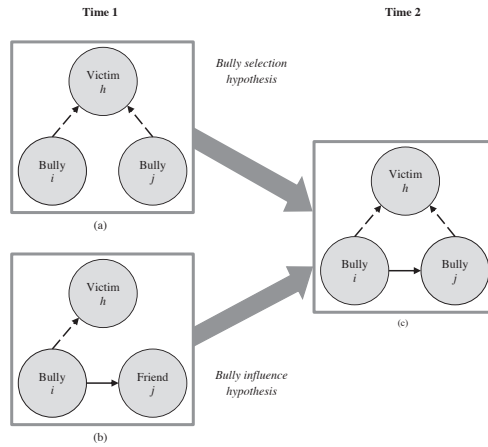 Time 1
Time 2
Victim
h
Bully
i
Bully
j
(a)
Bully selection
hypothesis
Victim
h
Bully
i
Bully
j
(c)
Victim
h
Bully
i
Friend
j
(b)
Bully influence
hypothesis